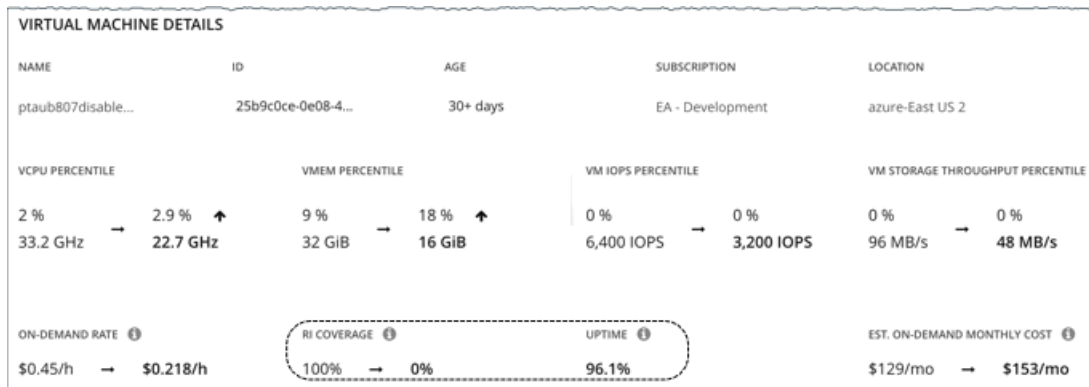 VIRTUAL MACHINE DETAILS
NAME ID AGE SUBSCRIPTION LOCATION
ptaub807disable... 25b9c0ce-0e08-4... 30+ days EA - Development azure-East US 2
VCPU PERCENTILE VMEM PERCENTILE VM IOPS PERCENTILE VM STORAGE THROUGHPUT PERCENTILE
2 % → 2.9 % ↑ 9 % → 18 % ↑ 0 % → 0 % 0 % → 0 %
33.2 GHz 22.7 GHz 32 GiB 16 GiB 6,400 IOPS 3,200 IOPS 96 MB/s 48 MB/s
ON-DEMAND RATE RI COVERAGE UPTIME EST. ON-DEMAND MONTHLY COST
$0.45/h → $0.218/h 100% → 0% 96.1% $129/mo → $153/mo